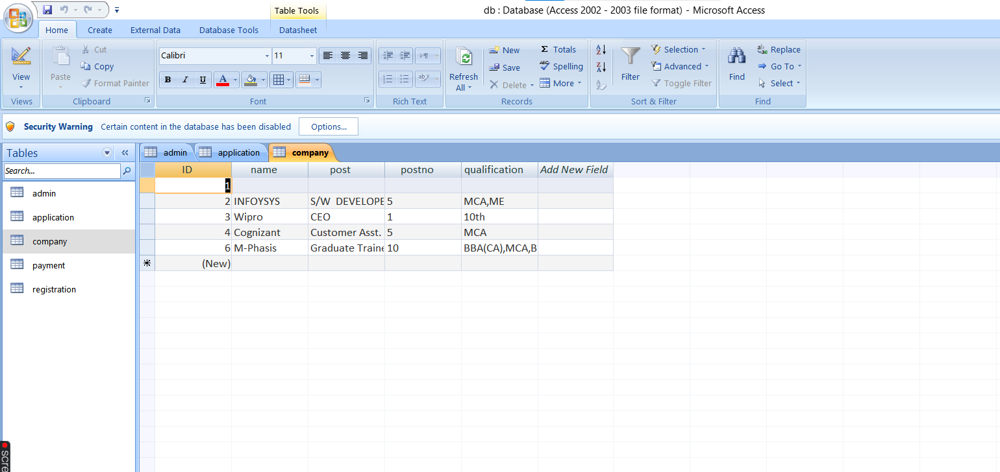 Table Tools
db : Database (Access 2002 - 2003 file format) - Microsoft Access
Home Create External Data Database Tools Datasheet
View
Views
Paste
Cut
Copy
Format Painter
Clipboard
Calibri 11
B I U A
Font
Rich Text
Refresh All
New
Save
Delete
Σ Totals
ABC Spelling
More
Records
A Z
Z A
Filter
Selection
Advanced
Toggle Filter
Sort & Filter
Find
Replace
Go To
Select
Find
Security Warning Certain content in the database has been disabled Options...
Tables «
Search...
admin
application
company
payment
registration
admin application company
ID name post postno qualification Add New Field
1
2 INFOYSYS S/W DEVELOPE 5 MCA,ME
3 Wipro CEO 1 10th
4 Cognizant Customer Asst. 5 MCA
6 M-Phasis Graduate Traine 10 BBA(CA),MCA,B
(New)
scre